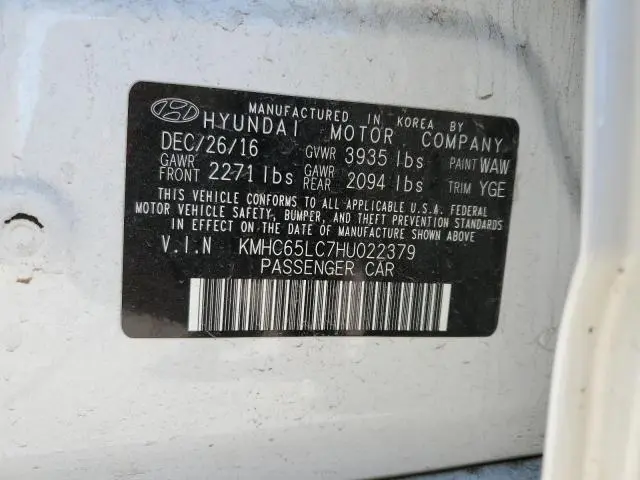 MANUFACTURED IN KOREA BY
HYUNDAI MOTOR COMPANY
DEC/26/16 GVWR 3935 lbs PAINT WAW
GAWR FRONT 2271 lbs GAWR REAR 2094 lbs TRIM YGE
THIS VEHICLE CONFORMS TO ALL APPLICABLE U.S.A. FEDERAL
MOTOR VEHICLE SAFETY, BUMPER, AND THEFT PREVENTION STANDARDS
IN EFFECT ON THE DATE OF MANUFACTURE SHOWN ABOVE
V.I.N KMHC65LC7HU022379
PASSENGER CAR